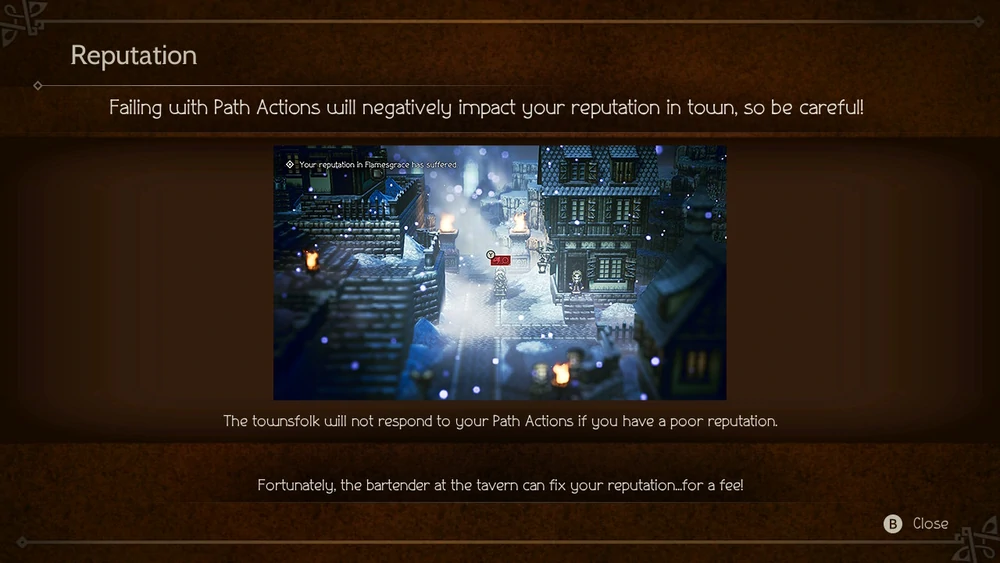 Reputation
Failing with Path Actions will negatively impact your reputation in town, so be careful!
Your reputation in Flamesgrace has suffered
Y
The townsfolk will not respond to your Path Actions if you have a poor reputation.
Fortunately, the bartender at the tavern can fix your reputation...for a fee!
B Close